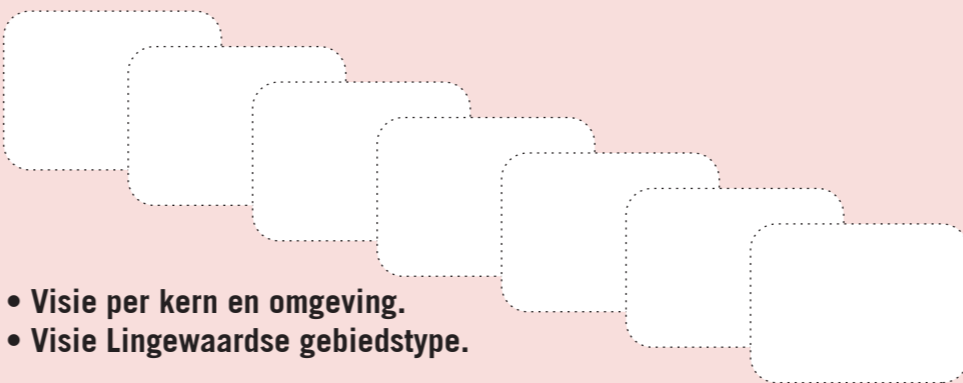 • Visie per kern en omgeving.
• Visie Lingewaardse gebiedstype.